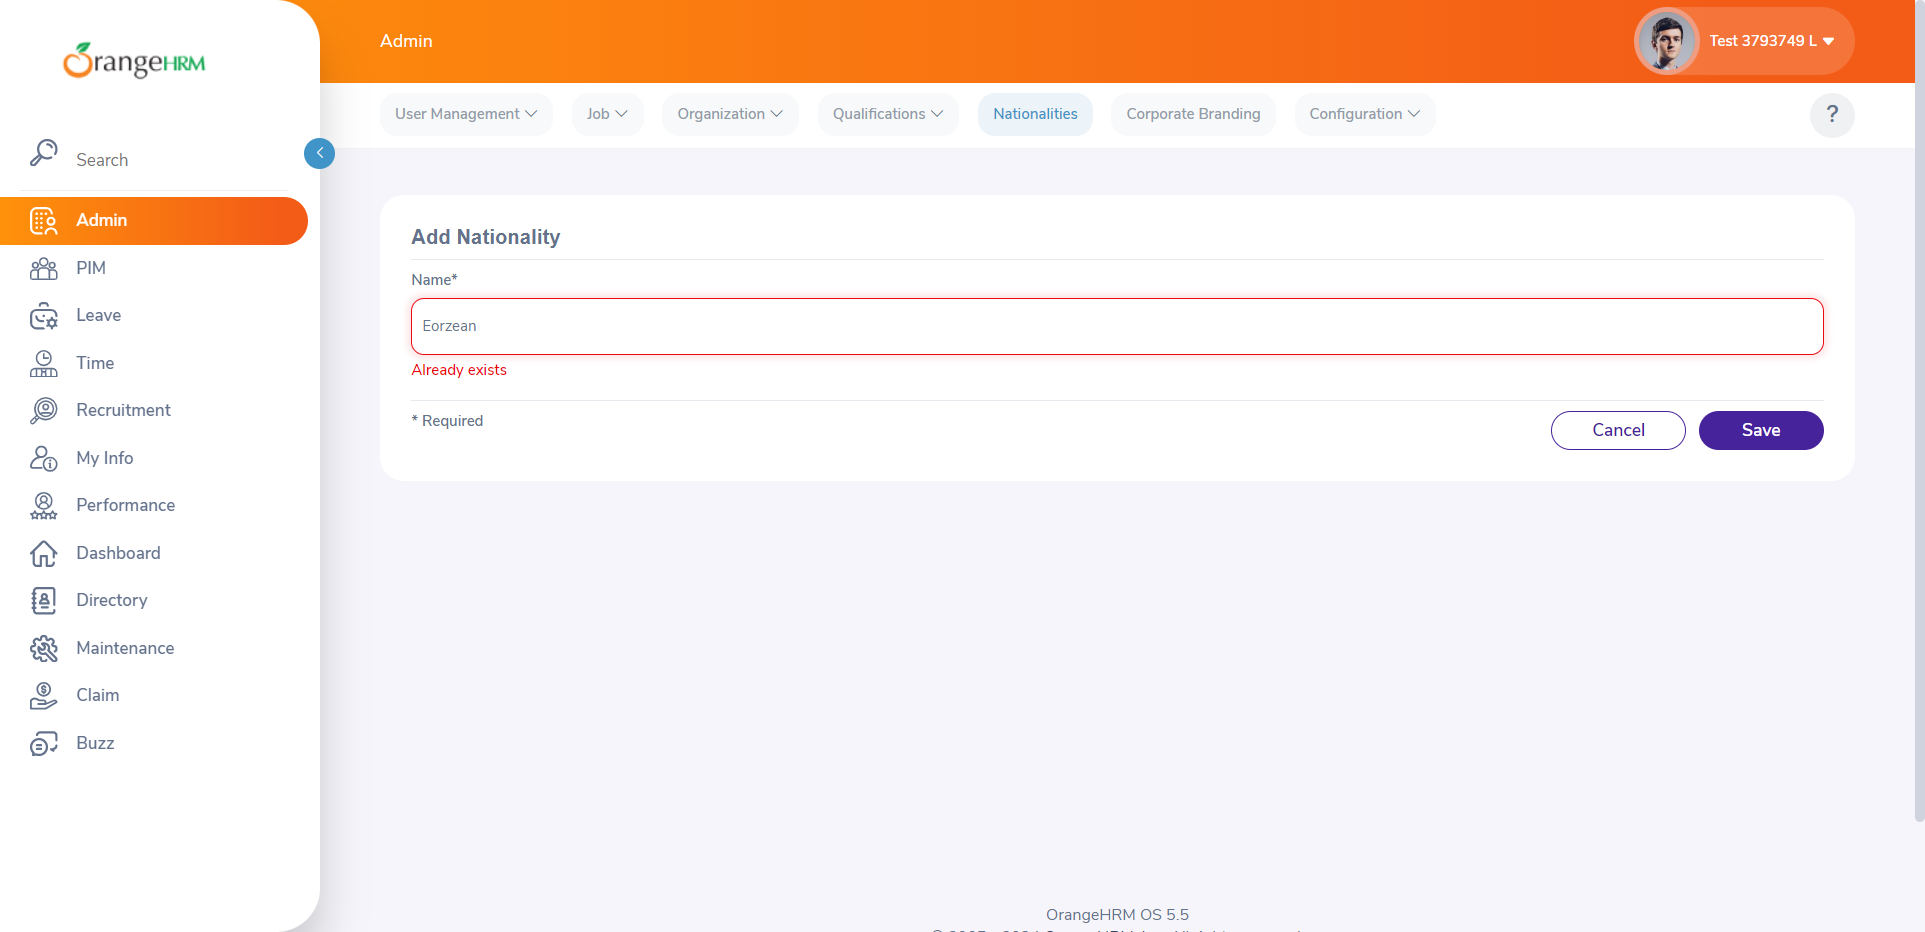 OrangeHRM
Search
Admin
PIM
Leave
Time
Recruitment
My Info
Performance
Dashboard
Directory
Maintenance
Claim
Buzz
Admin
Test 3793749 L
User Management
Job
Organization
Qualifications
Nationalities
Corporate Branding
Configuration
?
Add Nationality
Name*
Eorzean
Already exists
* Required
Cancel
Save
OrangeHRM OS 5.5